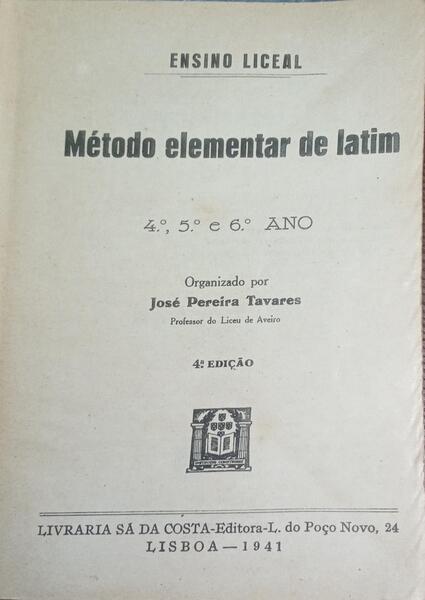 ENSINO LICEAL
Método elementar de latim
4.º, 5.º e 6.º ANO
Organizado por
José Pereira Tavares
Professor do Liceu de Aveiro
4.ª EDIÇÃO
LIVRARIA SÁ DA COSTA-Editora-L. do Poço Novo, 24
LISBOA — 1941